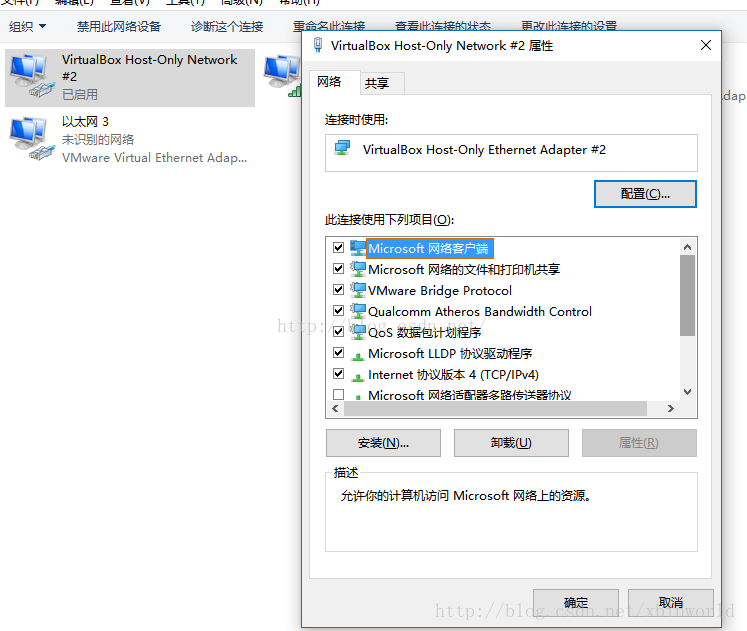 文件(F) 编辑(E) 查看(V) 工具(T) 高级(N) 帮助(H)
组织 禁用此网络设备 诊断这个连接 重命名此连接 查看此连接的状态 更改此连接的设置
VirtualBox Host-Only Network #2
已启用
以太网 3
未识别的网络
VMware Virtual Ethernet Adap...
VirtualBox Host-Only Network #2 属性
网络 共享
连接时使用:
VirtualBox Host-Only Ethernet Adapter #2
配置(C)...
此连接使用下列项目(O):
Microsoft 网络客户端
Microsoft 网络的文件和打印机共享
VMware Bridge Protocol
Qualcomm Atheros Bandwidth Control
QoS 数据包计划程序
Microsoft LLDP 协议驱动程序
Internet 协议版本 4 (TCP/IPv4)
Microsoft 网络适配器多路传送器协议
安装(N)... 卸载(U) 属性(R)
描述
允许你的计算机访问 Microsoft 网络上的资源。
确定 取消
http://blog.csdn.net/